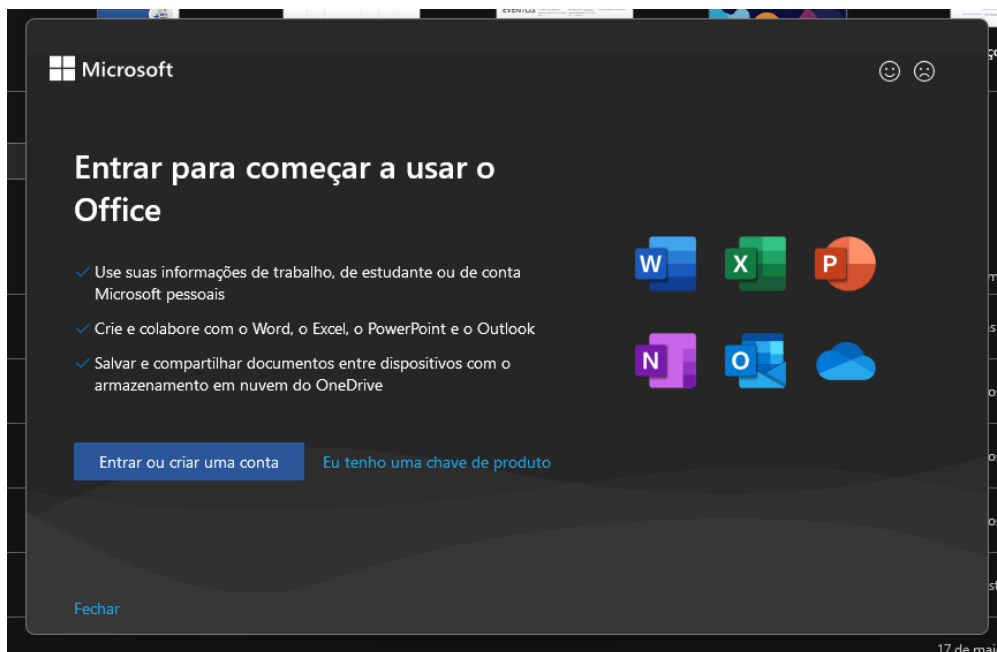 EVENTOS
Microsoft
Entrar para começar a usar o
Office
Use suas informações de trabalho, de estudante ou de conta
Microsoft pessoais
Crie e colabore com o Word, o Excel, o PowerPoint e o Outlook
Salvar e compartilhar documentos entre dispositivos com o
armazenamento em nuvem do OneDrive
W X P
N O
Entrar ou criar uma conta
Eu tenho uma chave de produto
Fechar
17 de mai